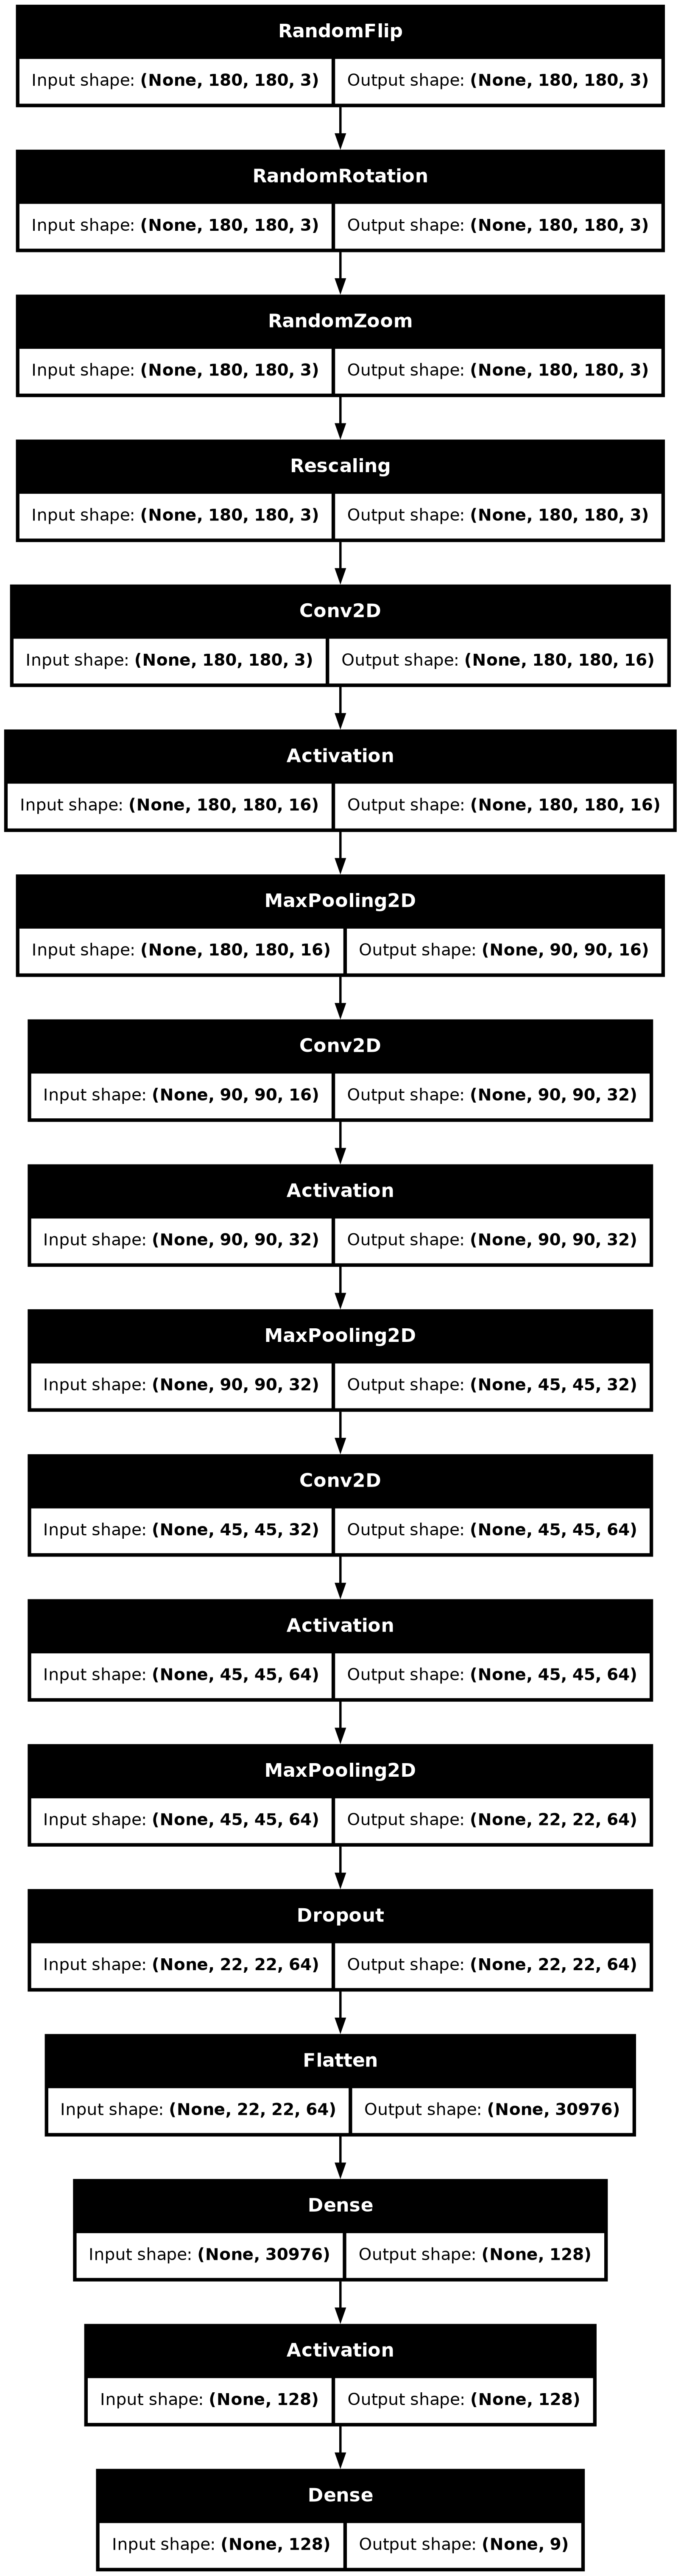 RandomFlip
Input shape: (None, 180, 180, 3) Output shape: (None, 180, 180, 3)
RandomRotation
Input shape: (None, 180, 180, 3) Output shape: (None, 180, 180, 3)
RandomZoom
Input shape: (None, 180, 180, 3) Output shape: (None, 180, 180, 3)
Rescaling
Input shape: (None, 180, 180, 3) Output shape: (None, 180, 180, 3)
Conv2D
Input shape: (None, 180, 180, 3) Output shape: (None, 180, 180, 16)
Activation
Input shape: (None, 180, 180, 16) Output shape: (None, 180, 180, 16)
MaxPooling2D
Input shape: (None, 180, 180, 16) Output shape: (None, 90, 90, 16)
Conv2D
Input shape: (None, 90, 90, 16) Output shape: (None, 90, 90, 32)
Activation
Input shape: (None, 90, 90, 32) Output shape: (None, 90, 90, 32)
MaxPooling2D
Input shape: (None, 90, 90, 32) Output shape: (None, 45, 45, 32)
Conv2D
Input shape: (None, 45, 45, 32) Output shape: (None, 45, 45, 64)
Activation
Input shape: (None, 45, 45, 64) Output shape: (None, 45, 45, 64)
MaxPooling2D
Input shape: (None, 45, 45, 64) Output shape: (None, 22, 22, 64)
Dropout
Input shape: (None, 22, 22, 64) Output shape: (None, 22, 22, 64)
Flatten
Input shape: (None, 22, 22, 64) Output shape: (None, 30976)
Dense
Input shape: (None, 30976) Output shape: (None, 128)
Activation
Input shape: (None, 128) Output shape: (None, 128)
Dense
Input shape: (None, 128) Output shape: (None, 9)